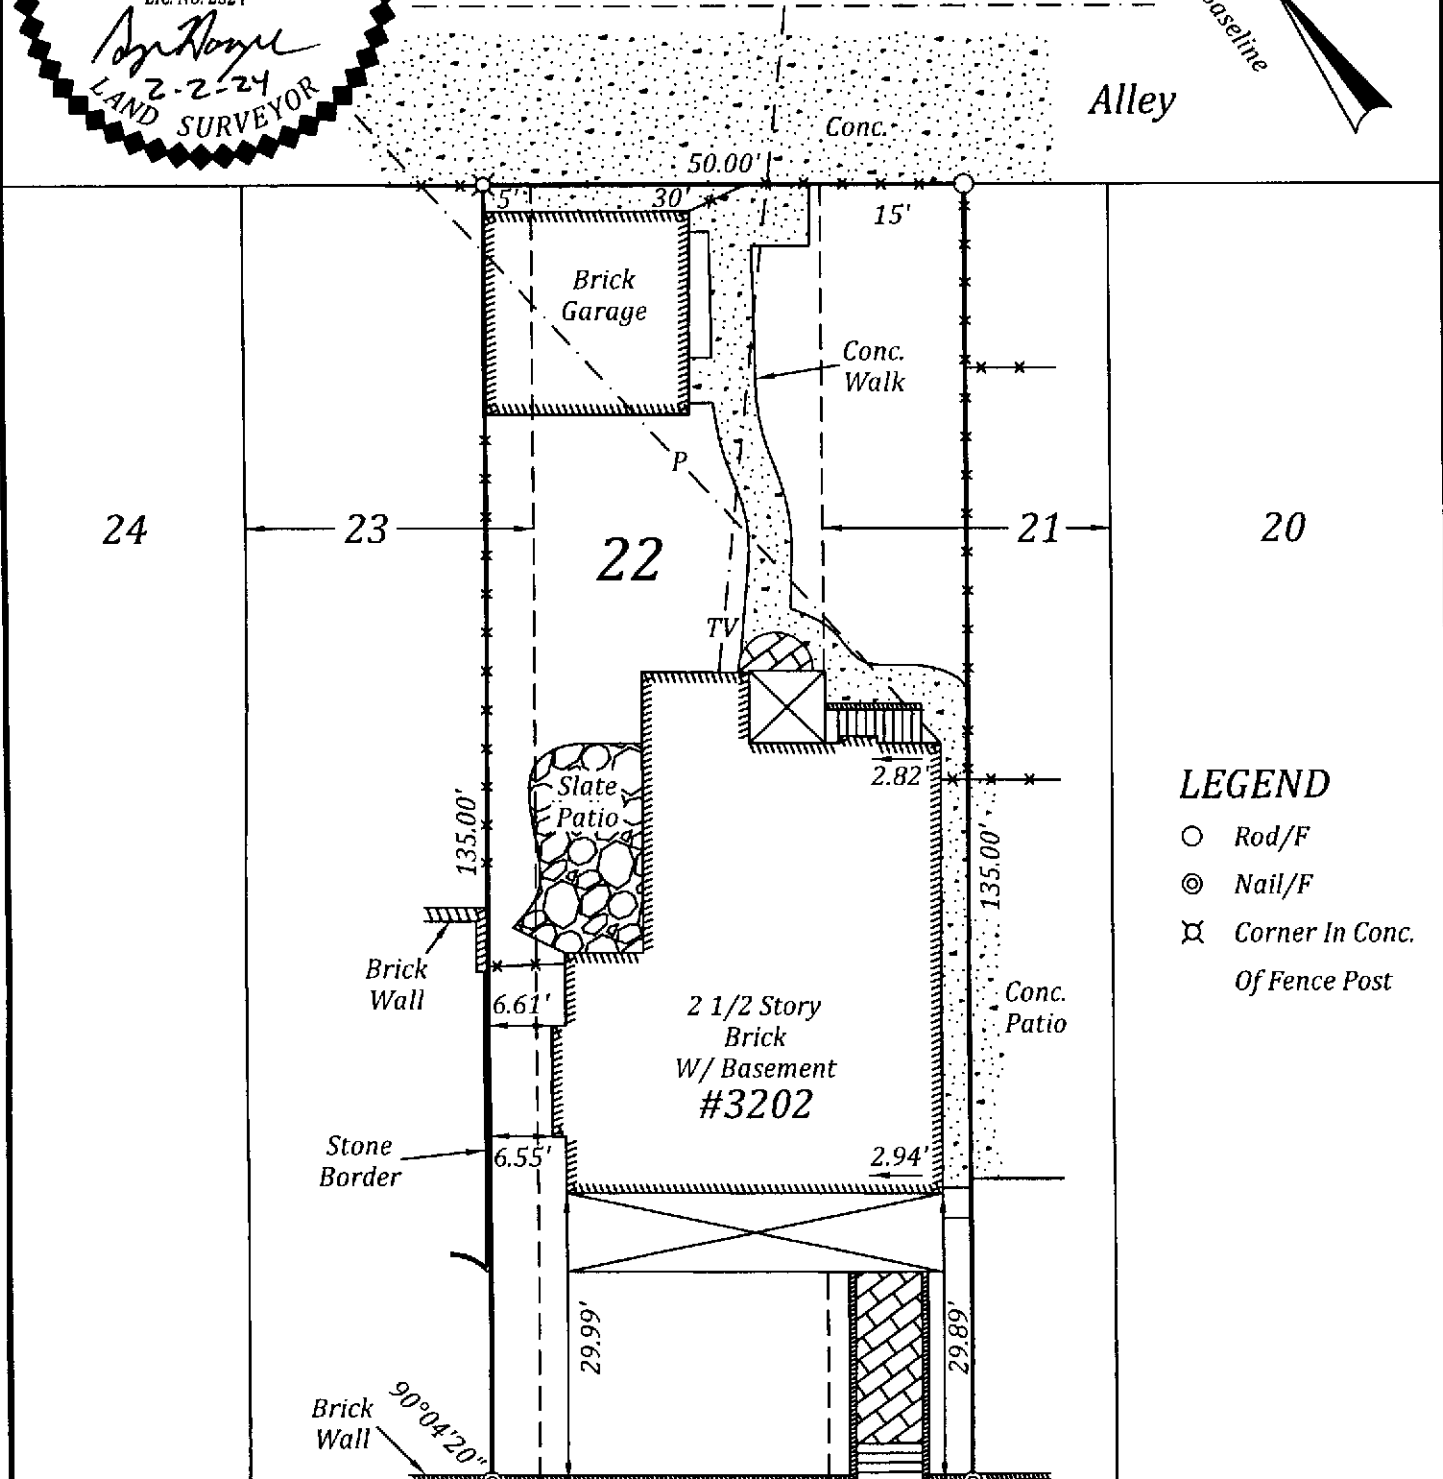 2-2-24
LAND SURVEYOR
Baseline
Alley
Conc.
50.00'
5'
30'
15'
Brick
Garage
Conc.
Walk
P
24
23
22
21
20
TV
Slate
Patio
2.82'
135.00'
135.00'
LEGEND
Rod/F
Nail/F
Corner In Conc.
Of Fence Post
Brick
Wall
6.61'
2 1/2 Story
Brick
W/ Basement
#3202
Conc.
Patio
Stone
Border
6.55'
2.94'
29.99'
29.89'
Brick
Wall
90°04'20"